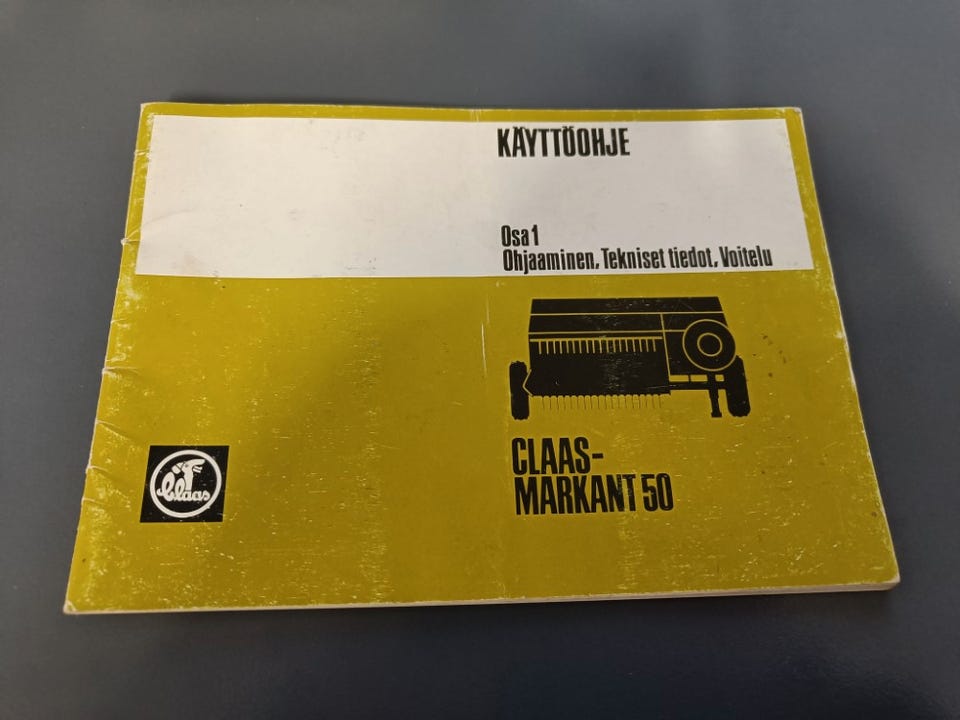 KÄYTTÖOHJE
Osa 1
Ohjaaminen, Tekniset tiedot, Voitelu
CLAAS-
MARKANT 50
Claas